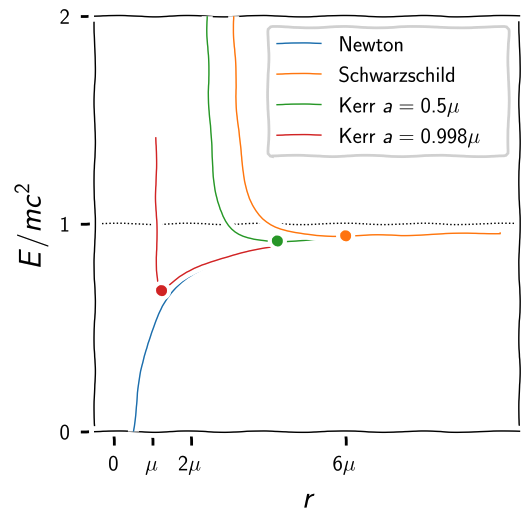 2
Newton
Schwarzschild
Kerr a = 0.5μ
Kerr a = 0.998μ
1
E/mc²
0
0 μ 2μ 6μ
r